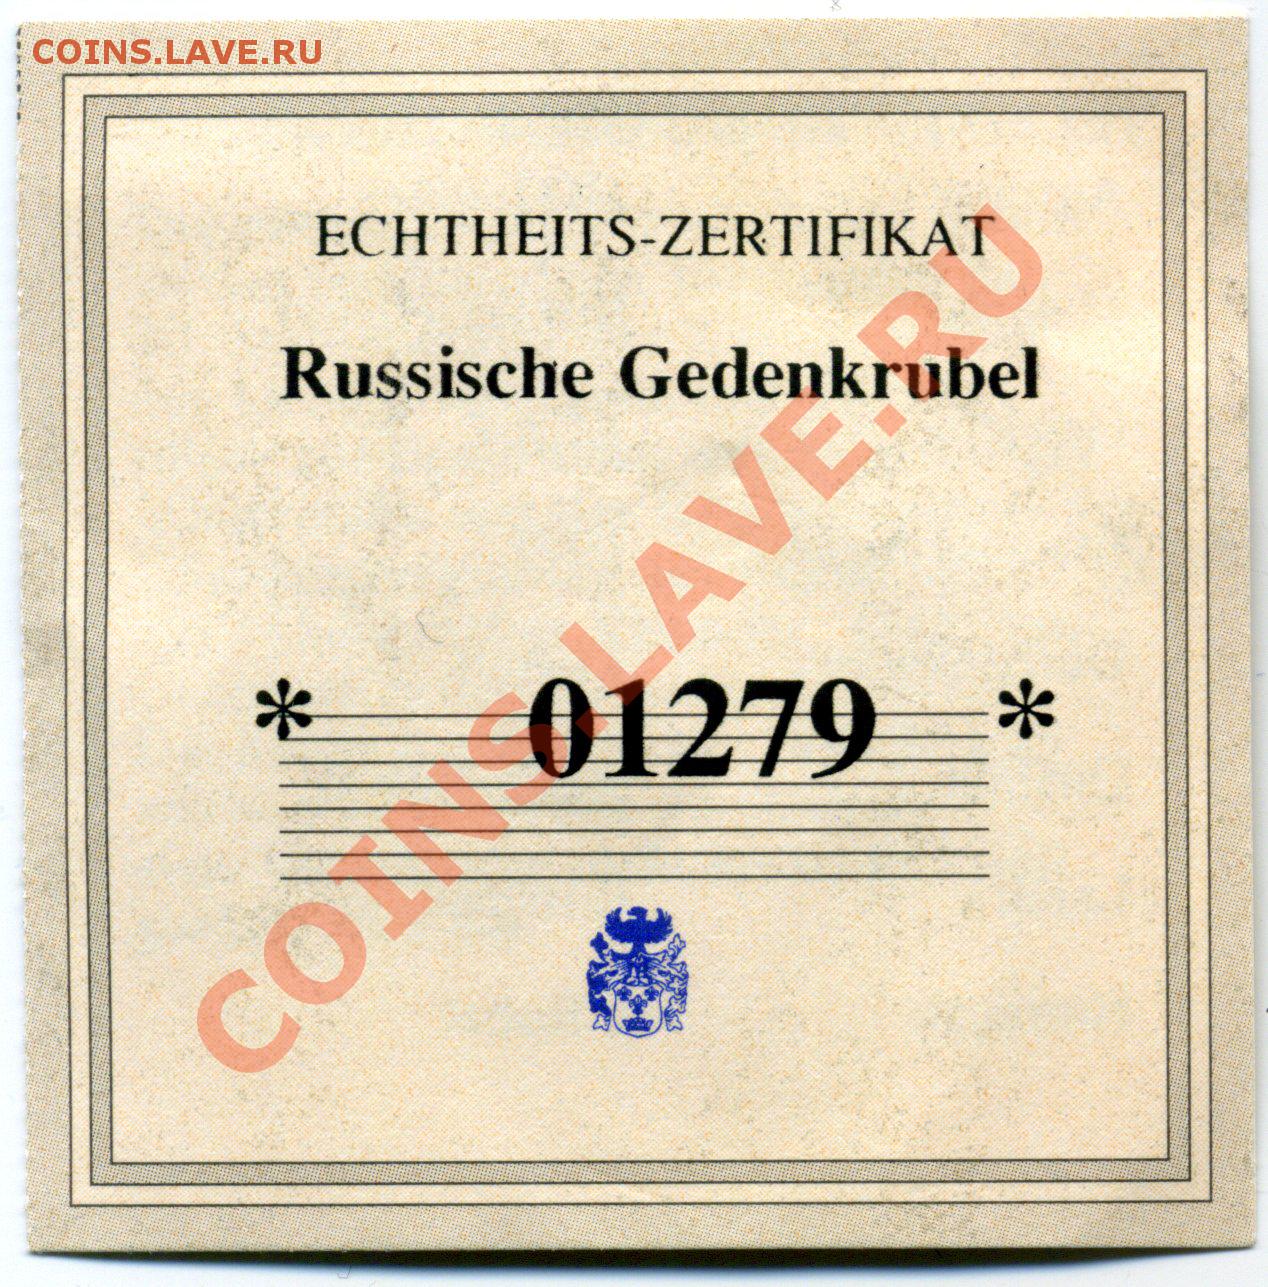 COINS.LAVE.RU
ECHTHEITS-ZERTIFIKAT
Russische Gedenkrubel
* 01279 *
COINS.LAVE.RU